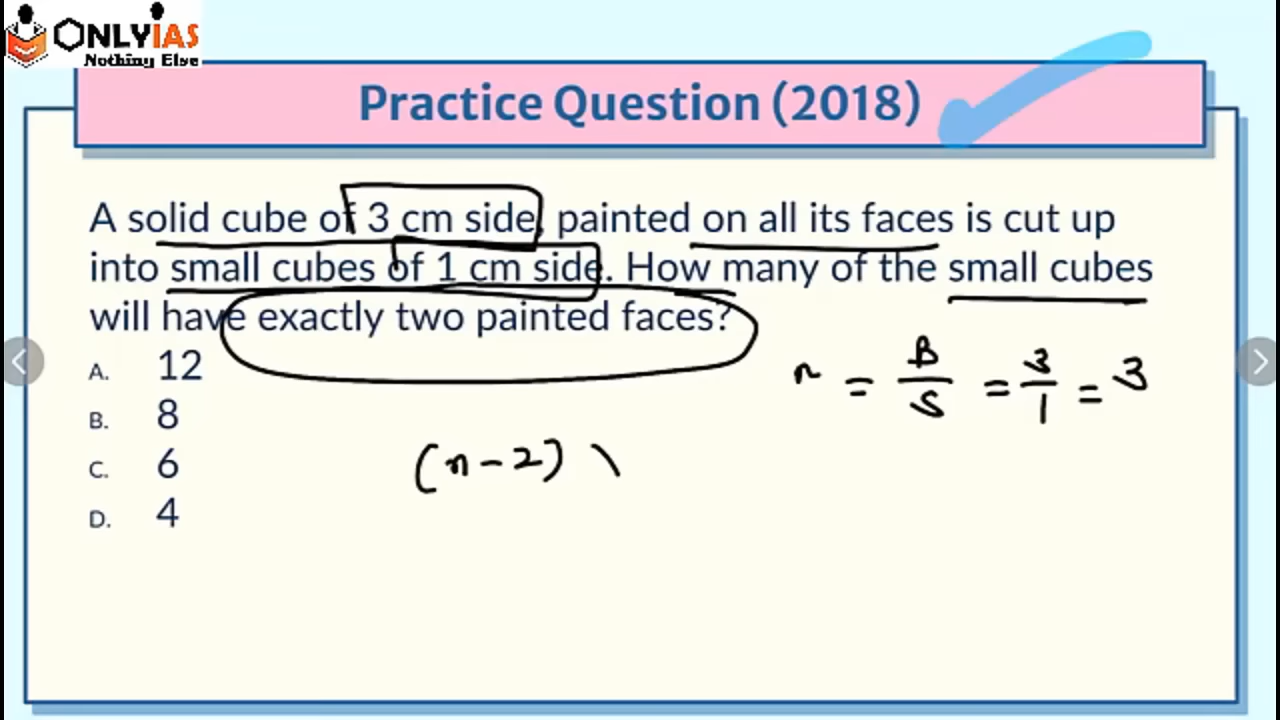 ONLYIAS
Nothing Else
Practice Question (2018)
A solid cube of 3 cm side, painted on all its faces is cut up
into small cubes of 1 cm side. How many of the small cubes
will have exactly two painted faces?
A. 12
B. 8
C. 6
D. 4
n = B/S = 3/1 = 3
(n-2) \